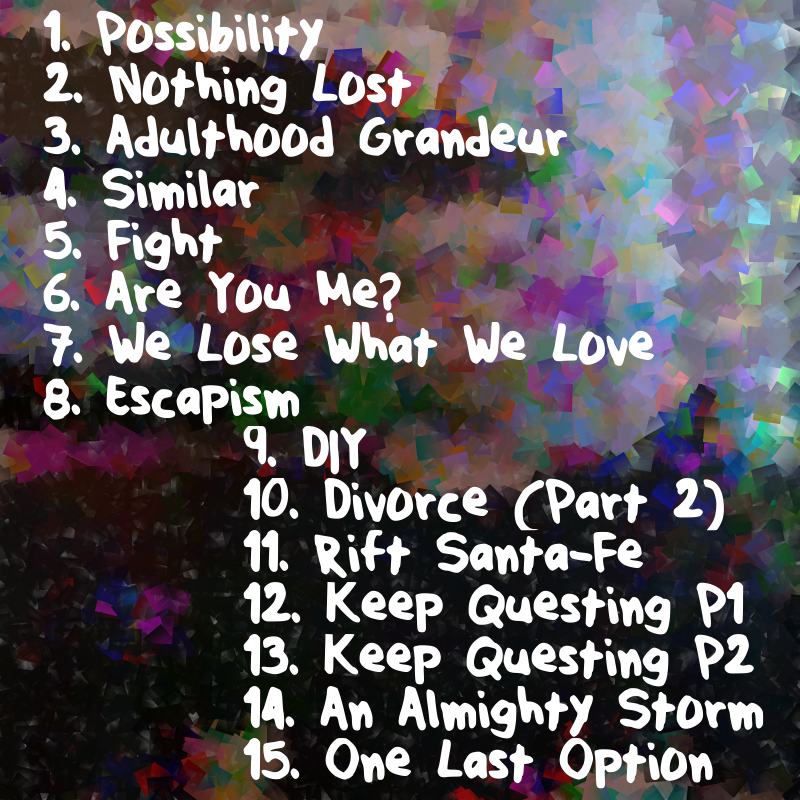 1. Possibility
2. Nothing Lost
3. Adulthood Grandeur
4. Similar
5. Fight
6. Are You Me?
7. We Lose What We Love
8. Escapism
9. DIY
10. Divorce (Part 2)
11. Rift Santa-Fe
12. Keep Questing P1
13. Keep Questing P2
14. An Almighty Storm
15. One Last Option